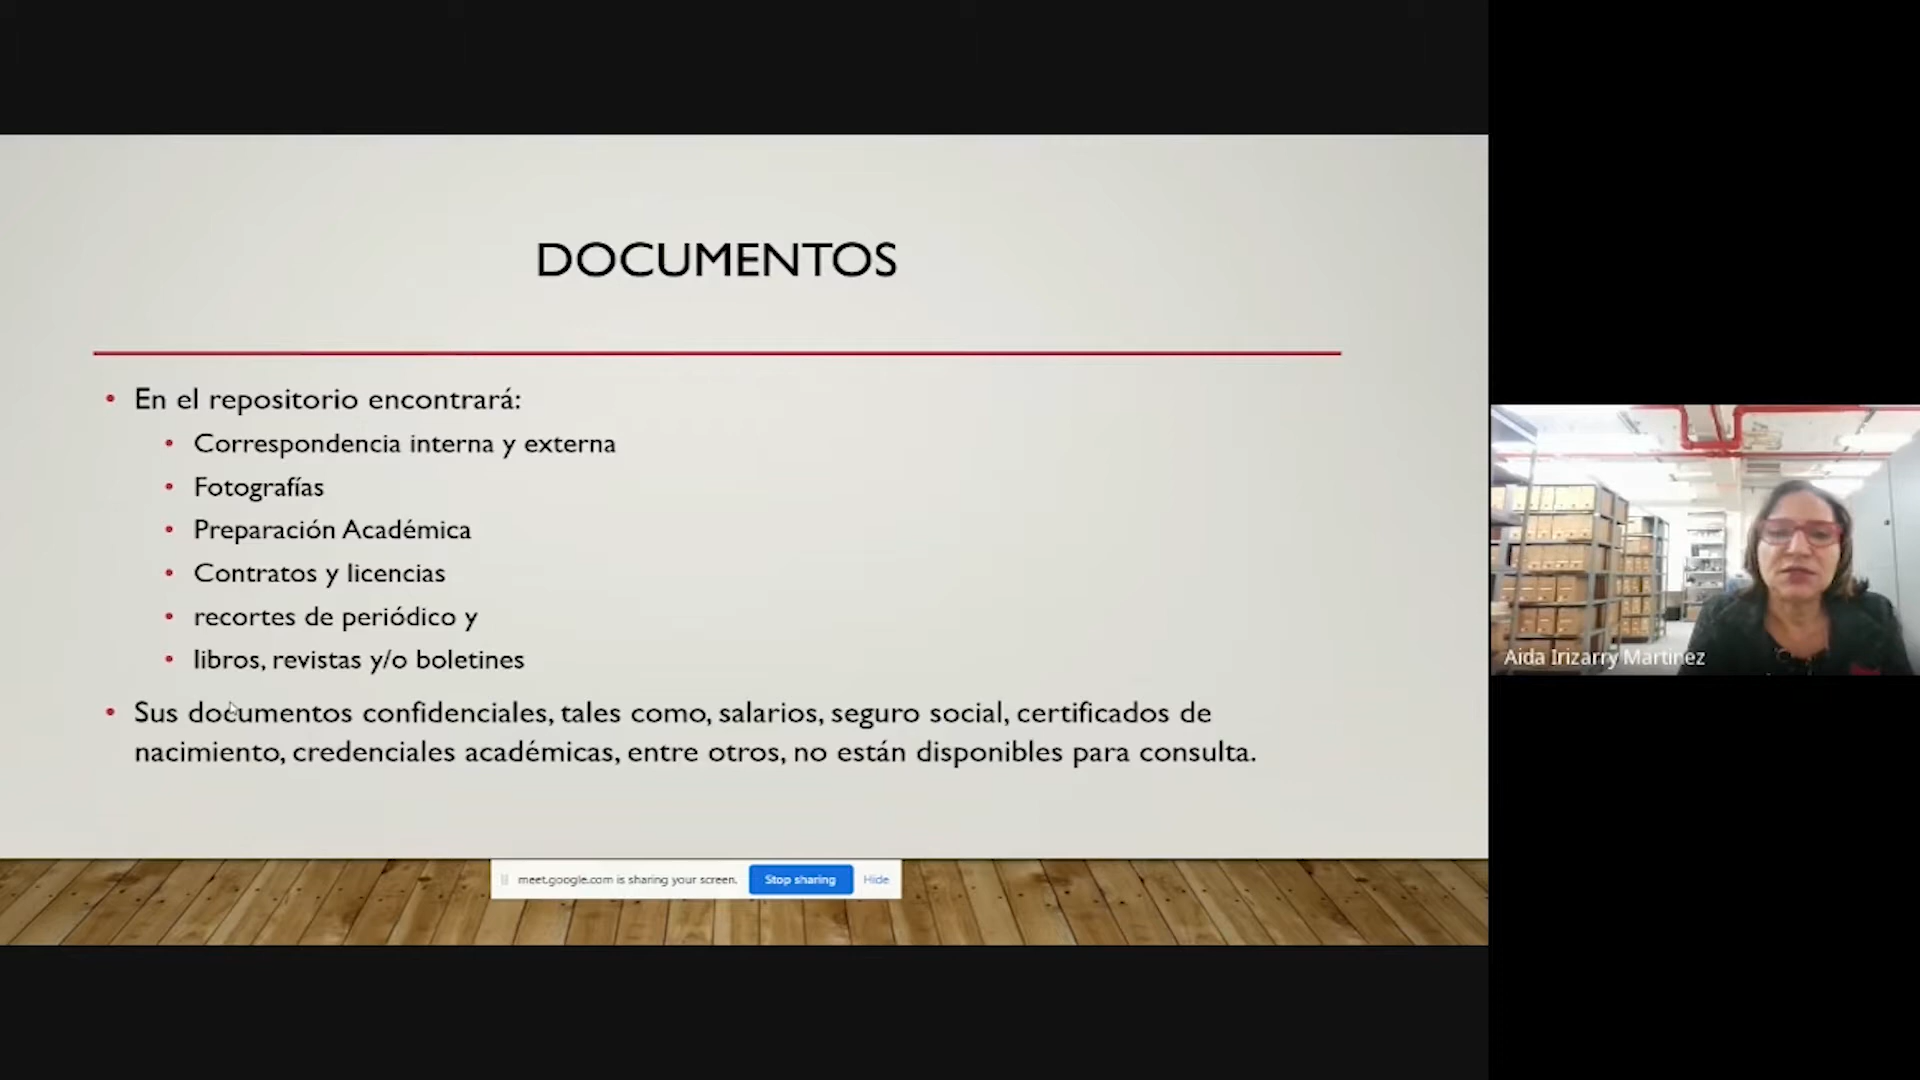 DOCUMENTOS
• En el repositorio encontrará:
• Correspondencia interna y externa
• Fotografías
• Preparación Académica
• Contratos y licencias
• recortes de periódico y
• libros, revistas y/o boletines
• Sus documentos confidenciales, tales como, salarios, seguro social, certificados de
nacimiento, credenciales académicas, entre otros, no están disponibles para consulta.
meet.google.com is sharing your screen. Stop sharing Hide
Aida Irizarry Martinez